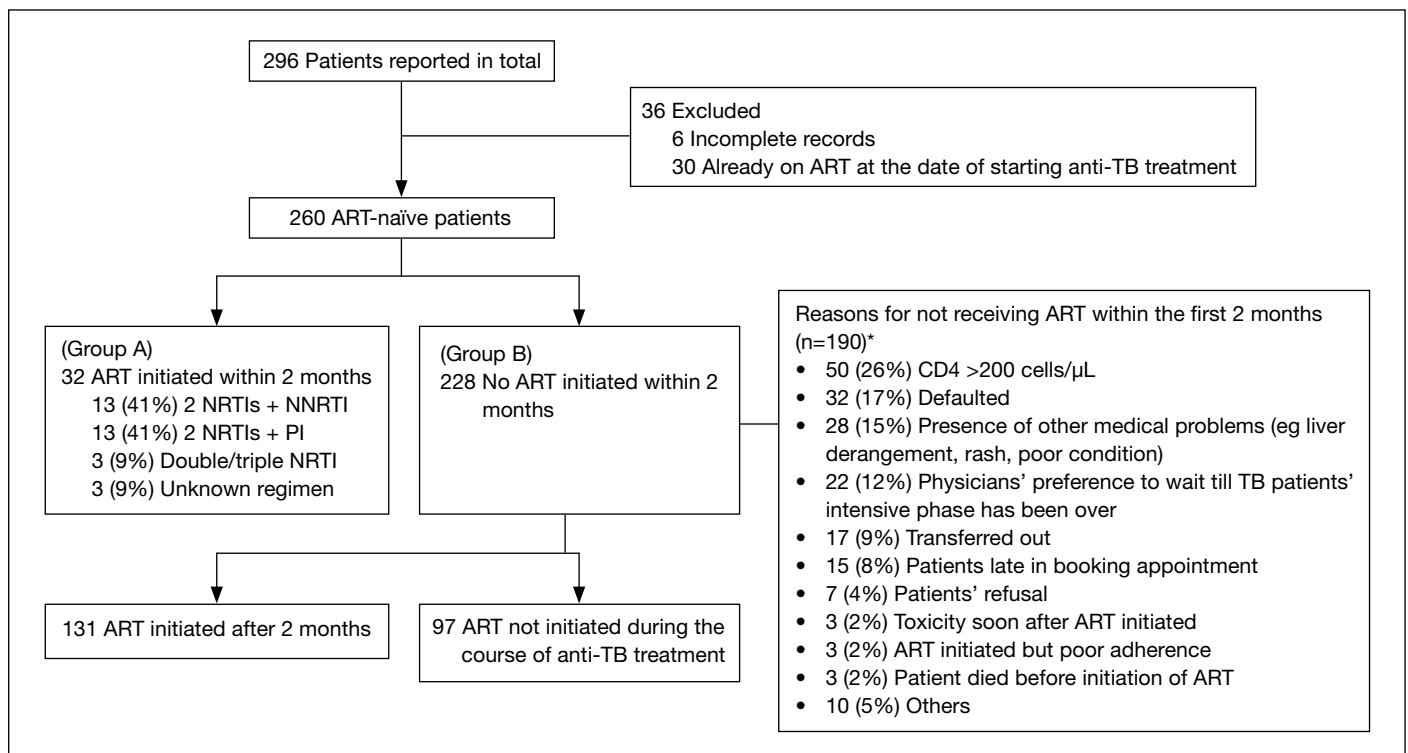 296 Patients reported in total
36 Excluded
6 Incomplete records
30 Already on ART at the date of starting anti-TB treatment
260 ART-naïve patients
(Group A)
32 ART initiated within 2 months
13 (41%) 2 NRTIs + NNRTI
13 (41%) 2 NRTIs + PI
3 (9%) Double/triple NRTI
3 (9%) Unknown regimen
(Group B)
228 No ART initiated within 2
months
Reasons for not receiving ART within the first 2 months
(n=190)*
• 50 (26%) CD4 >200 cells/µL
• 32 (17%) Defaulted
• 28 (15%) Presence of other medical problems (eg liver
derangement, rash, poor condition)
• 22 (12%) Physicians' preference to wait till TB patients'
intensive phase has been over
• 17 (9%) Transferred out
• 15 (8%) Patients late in booking appointment
• 7 (4%) Patients' refusal
• 3 (2%) Toxicity soon after ART initiated
• 3 (2%) ART initiated but poor adherence
• 3 (2%) Patient died before initiation of ART
• 10 (5%) Others
131 ART initiated after 2 months
97 ART not initiated during the
course of anti-TB treatment